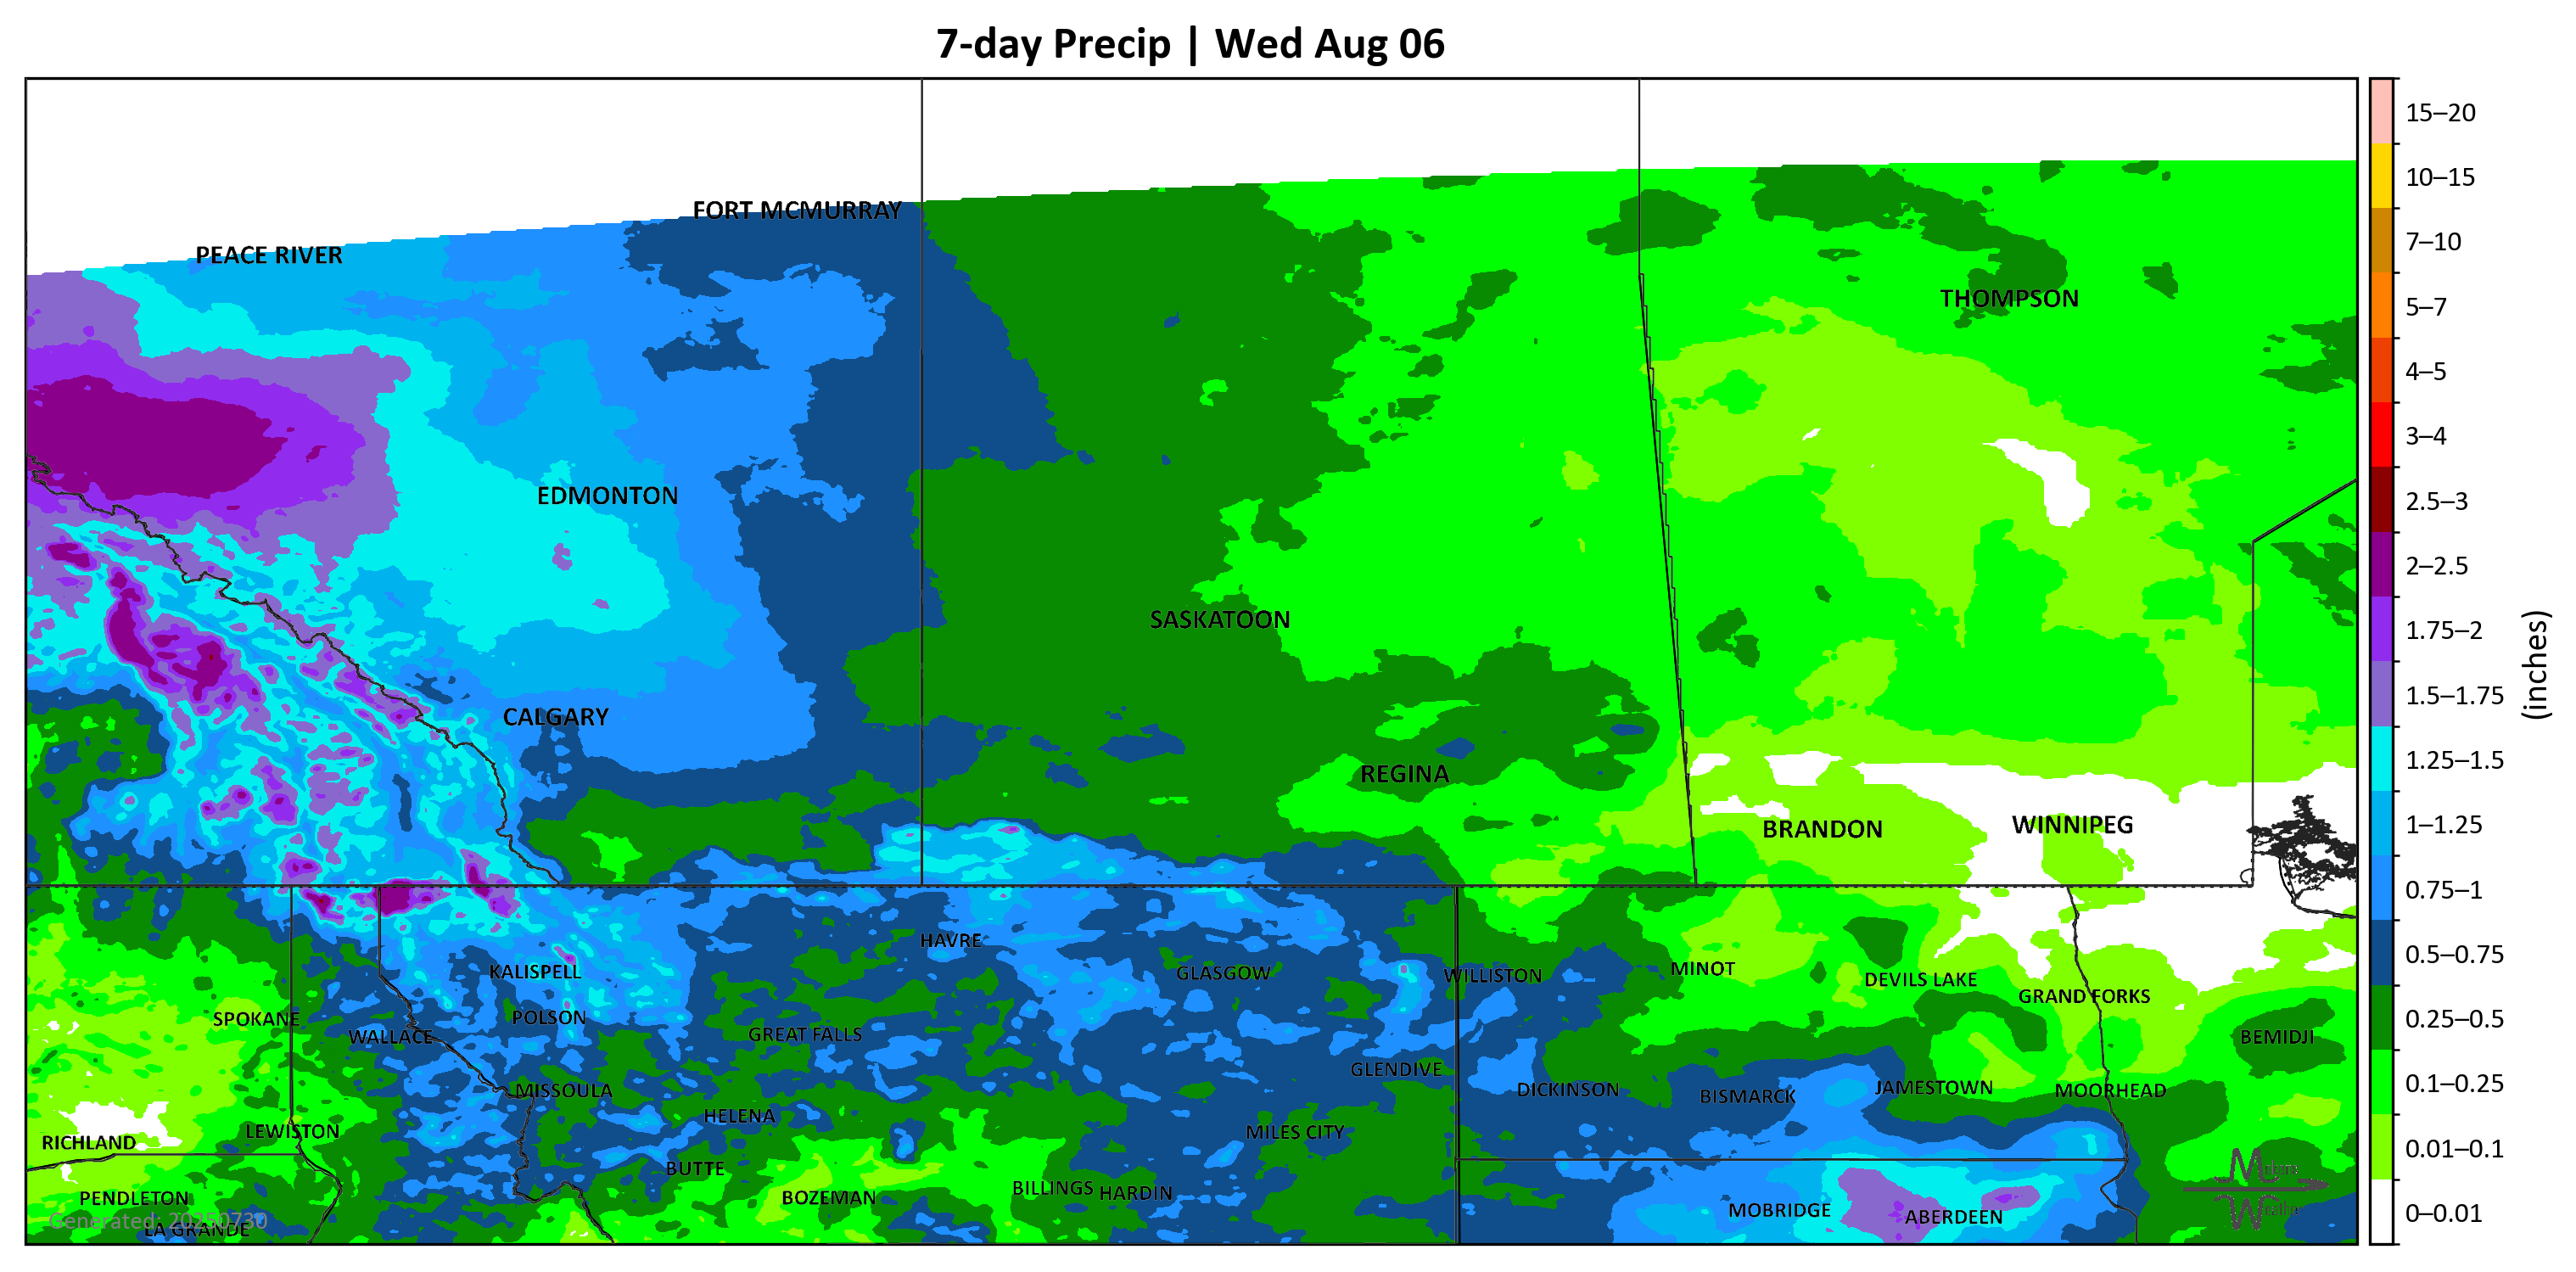 7-day Precip | Wed Aug 06
FORT MCMURRAY
PEACE RIVER
THOMPSON
EDMONTON
SASKATOON
CALGARY
REGINA
BRANDON
WINNIPEG
HAVRE
KALISPELL
GLASGOW
WILLISTON
MINOT
DEVILS LAKE
GRAND FORKS
SPOKANE
POLSON
WALLACE
GREAT FALLS
BEMIDJI
GLENDIVE
MISSOULA
DICKINSON
BISMARCK
JAMESTOWN
MOORHEAD
HELENA
LEWISTON
MILES CITY
RICHLAND
BUTTE
BILLINGS
HARDIN
PENDLETON
BOZEMAN
MOBRIDGE
ABERDEEN
Generated: 20250730
LA GRANDE
15–20
10–15
7–10
5–7
4–5
3–4
2.5–3
2–2.5
1.75–2
1.5–1.75
1.25–1.5
1–1.25
0.75–1
0.5–0.75
0.25–0.5
0.1–0.25
0.01–0.1
0–0.01
(inches)